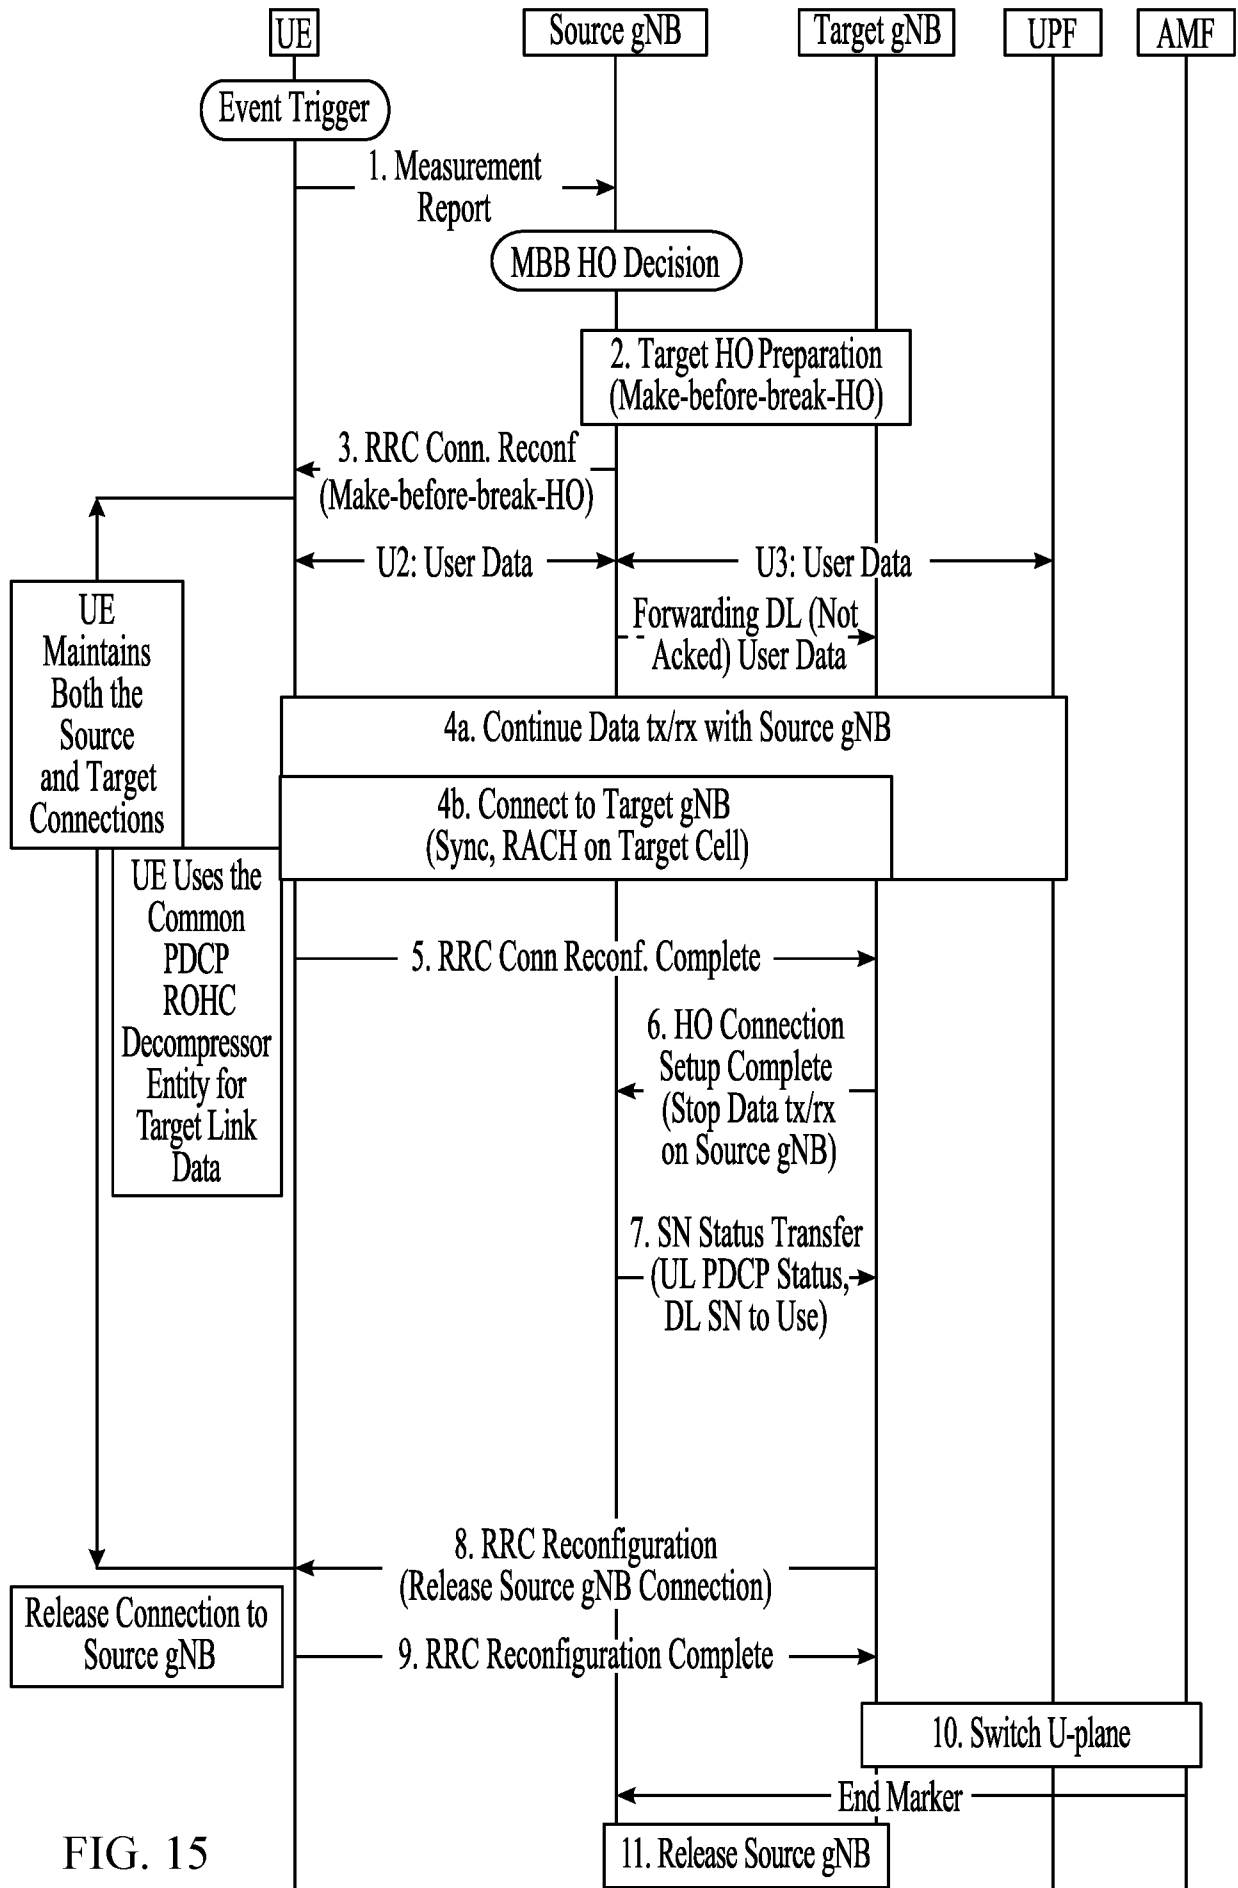 UE
Source gNB
Target gNB
UPF
AMF
Event Trigger
1. Measurement
Report
MBB HO Decision
2. Target HO Preparation
(Make-before-break-HO)
3. RRC Conn. Reconf
(Make-before-break-HO)
U2: User Data
U3: User Data
Forwarding DL (Not
Acked) User Data
UE
Maintains
Both the
Source
and Target
Connections
4a. Continue Data tx/rx with Source gNB
4b. Connect to Target gNB
(Sync, RACH on Target Cell)
UE Uses the
Common
PDCP
ROHC
Decompressor
Entity for
Target Link
Data
5. RRC Conn Reconf. Complete
6. HO Connection
Setup Complete
(Stop Data tx/rx
on Source gNB)
7. SN Status Transfer
(UL PDCP Status,
DL SN to Use)
8. RRC Reconfiguration
(Release Source gNB Connection)
Release Connection to
Source gNB
9. RRC Reconfiguration Complete
10. Switch U-plane
End Marker
11. Release Source gNB
FIG. 15